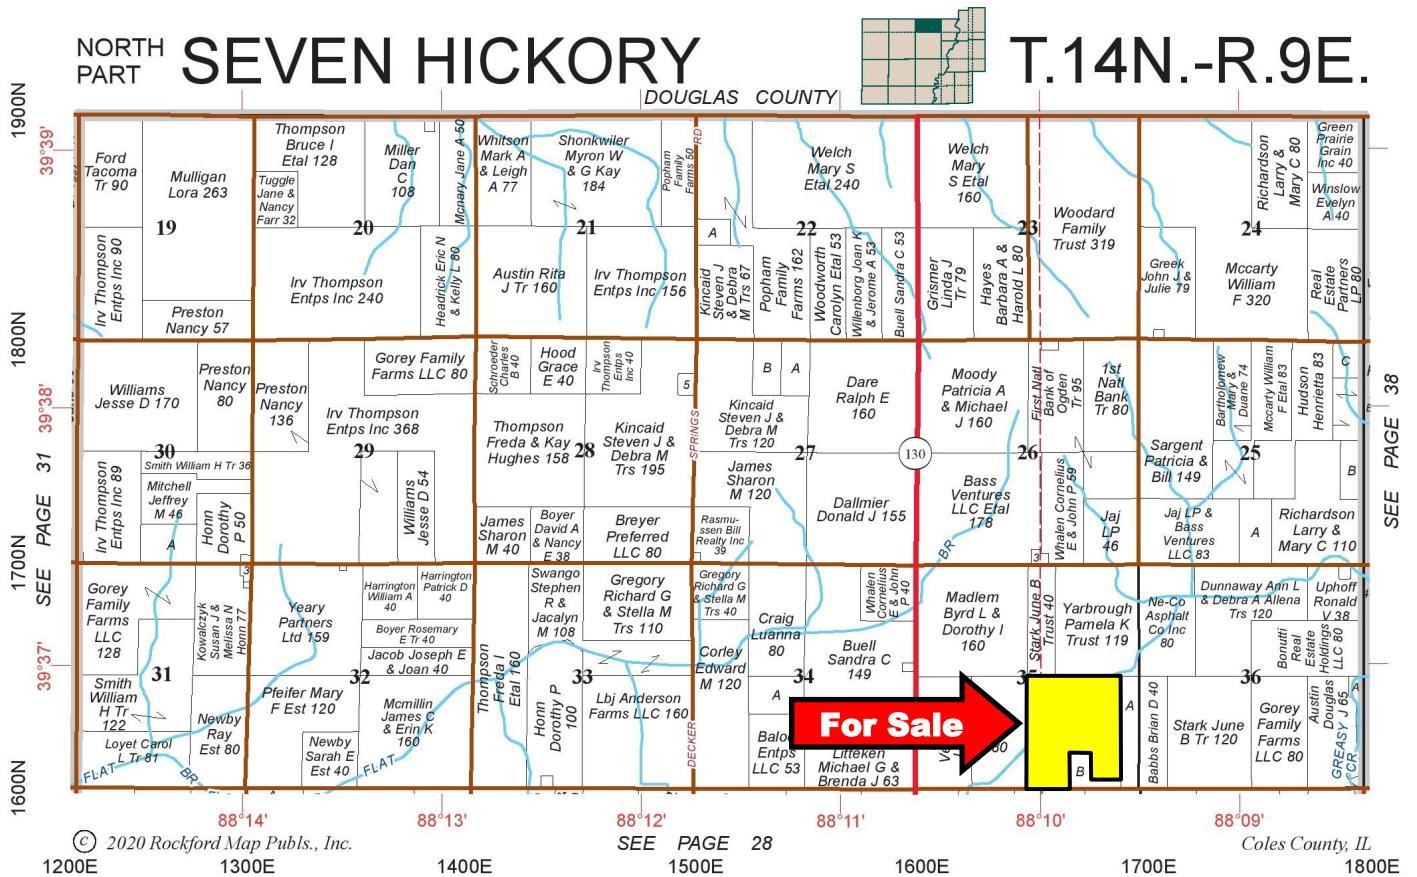 NORTH
PART
SEVEN HICKORY
T.14N.-R.9E.
DOUGLAS COUNTY
1900N
39°39'
1800N
39°38'
SEE PAGE 31
1700N
39°37'
1600N
SEE PAGE 38
Ford
Tacoma
Tr 90
Mulligan
Lora 263
19
Irv Thompson
Entps Inc 90
Preston
Nancy 57
Thompson
Bruce I
Etal 128
Tuggle
Jane &
Nancy
Farr 32
Miller
Dan
C
108
Mcnary Jane A 50
20
Irv Thompson
Entps Inc 240
Headrick Eric N
& Kelly L 80
Whitson
Mark A
& Leigh
A 77
Shonkwiler
Myron W
& G Kay
184
Popham
Family
Farms 50
RD
21
Austin Rita
J Tr 160
Irv Thompson
Entps Inc 156
Welch
Mary S
Etal 240
A
22
Kincaid
Steven J
& Debra
M Trs 67
Popham
Family
Farms 162
Woodworth
Carolyn Etal 53
Willenborg Joan K
& Jerome A 53
Buell Sandra C 53
Welch
Mary
S Etal
160
23
Grismer
Linda J
Tr 79
Hayes
Barbara A &
Harold L 80
Woodard
Family
Trust 319
Richardson
Larry &
Mary C 80
Green
Prairie
Grain
Inc 40
Winslow
Evelyn
A 40
24
Greek
John J &
Julie 79
Mccarty
William
F 320
Real
Estate
Partners
LP 80
Williams
Jesse D 170
Preston
Nancy
80
30
Smith William H Tr 36
Irv Thompson
Entps Inc 89
Mitchell
Jeffrey
M 46
A
Honn
Dorothy
P 50
3
Preston
Nancy
136
Gorey Family
Farms LLC 80
Irv Thompson
Entps Inc 368
29
Williams
Jesse D 54
Schroeder
Charles
B 40
Hood
Grace
E 40
Irv
Thompson
Entps
Inc 40
5
Thompson
Freda & Kay
Hughes 158
28
Kincaid
Steven J &
Debra M
Trs 195
SPRINGS
James
Sharon
M 40
Boyer
David A
& Nancy
E 38
Breyer
Preferred
LLC 80
B
A
Dare
Ralph E
160
Kincaid
Steven J &
Debra M
Trs 120
27
James
Sharon
M 120
Dallmier
Donald J 155
Rasmu-
ssen Bill
Realty Inc
39
130
Moody
Patricia A
& Michael
J 160
First Natl
Bank of
Ogden
Tr 95
1st
Natl
Bank
Tr 80
26
Bass
Ventures
LLC Etal
178
BR
Whalen Cornelius
E & John P 59
Jaj
LP
46
3
Bartholomew
Mary &
Duane 74
Mccarty William
F Etal 83
Hudson
Henrietta 83
C
Sargent
Patricia &
Bill 149
25
B
Jaj LP &
Bass
Ventures
LLC 83
A
Richardson
Larry &
Mary C 110
Gorey
Family
Farms
LLC
128
Kowalczyk
Susan J &
Melissa N
Honn 77
31
Smith
William
H Tr
122
Newby
Ray
Est 80
Loyet Carol
L Tr 81
FLAT
BR
Yeary
Partners
Ltd 159
Harrington
William A
40
Harrington
Patrick D
40
Boyer Rosemary
E Tr 40
Jacob Joseph E
& Joan 40
32
Pfeifer Mary
F Est 120
Mcmillin
James C
& Erin K
160
Newby
Sarah E
Est 40
FLAT
Swango
Stephen
R &
Jacalyn
M 108
Gregory
Richard G
& Stella M
Trs 110
Thompson
Freda I
Etal 160
33
Honn
Dorothy P
100
Lbj Anderson
Farms LLC 160
DECKER
Gregory
Richard G
& Stella M
Trs 40
Craig
Luanna
80
Whalen
Cornelius
E & John
P 40
Corley
Edward
M 120
Buell
Sandra C
149
34
A
LLC 53
Entps
Litteken
Michael G &
Brenda J 63
For Sale
Madlem
Byrd L &
Dorothy I
160
Stark June B
Trust 40
Yarbrough
Pamela K
Trust 119
A
B
Ne-Co
Asphalt
Co Inc
80
Dunnaway Ann L
& Debra A Allena
Trs 120
Uphoff
Ronald
V 38
Bonutti
Real
Estate
Holdings
LLC 80
36
Babbs Brian D 40
Stark June
B Tr 120
Gorey
Family
Farms
LLC 80
Austin
Douglas
J 65
A
GREASY CR
88°14'
88°13'
88°12'
88°11'
88°10'
88°09'
© 2020 Rockford Map Publs., Inc.
SEE PAGE 28
Coles County, IL
1200E
1300E
1400E
1500E
1600E
1700E
1800E